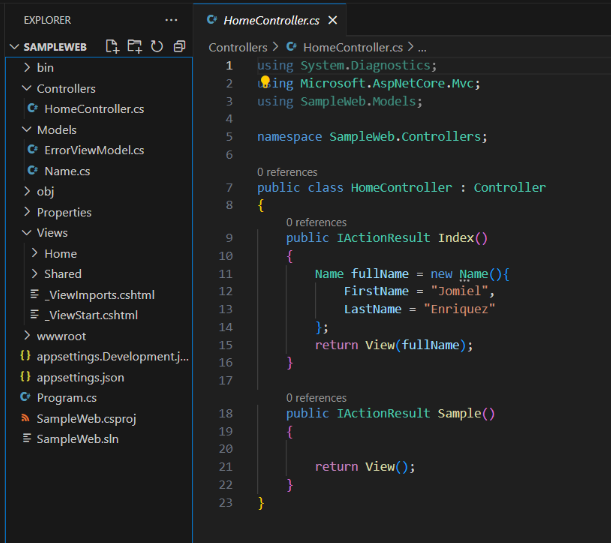 EXPLORER ...
SAMPLEWEB
bin
Controllers
HomeController.cs
Models
ErrorViewModel.cs
Name.cs
obj
Properties
Views
Home
Shared
_ViewImports.cshtml
_ViewStart.cshtml
wwwroot
appsettings.Development.j...
appsettings.json
Program.cs
SampleWeb.csproj
SampleWeb.sln
HomeController.cs
Controllers > HomeController.cs > ...
1 using System.Diagnostics;
2 using Microsoft.AspNetCore.Mvc;
3 using SampleWeb.Models;
4
5 namespace SampleWeb.Controllers;
6
0 references
7 public class HomeController : Controller
8 {
0 references
9 public IActionResult Index()
10 {
11 Name fullName = new Name(){
12 FirstName = "Jomiel",
13 LastName = "Enriquez"
14 };
15 return View(fullName);
16 }
17
0 references
18 public IActionResult Sample()
19 {
20
21 return View();
22 }
23 }